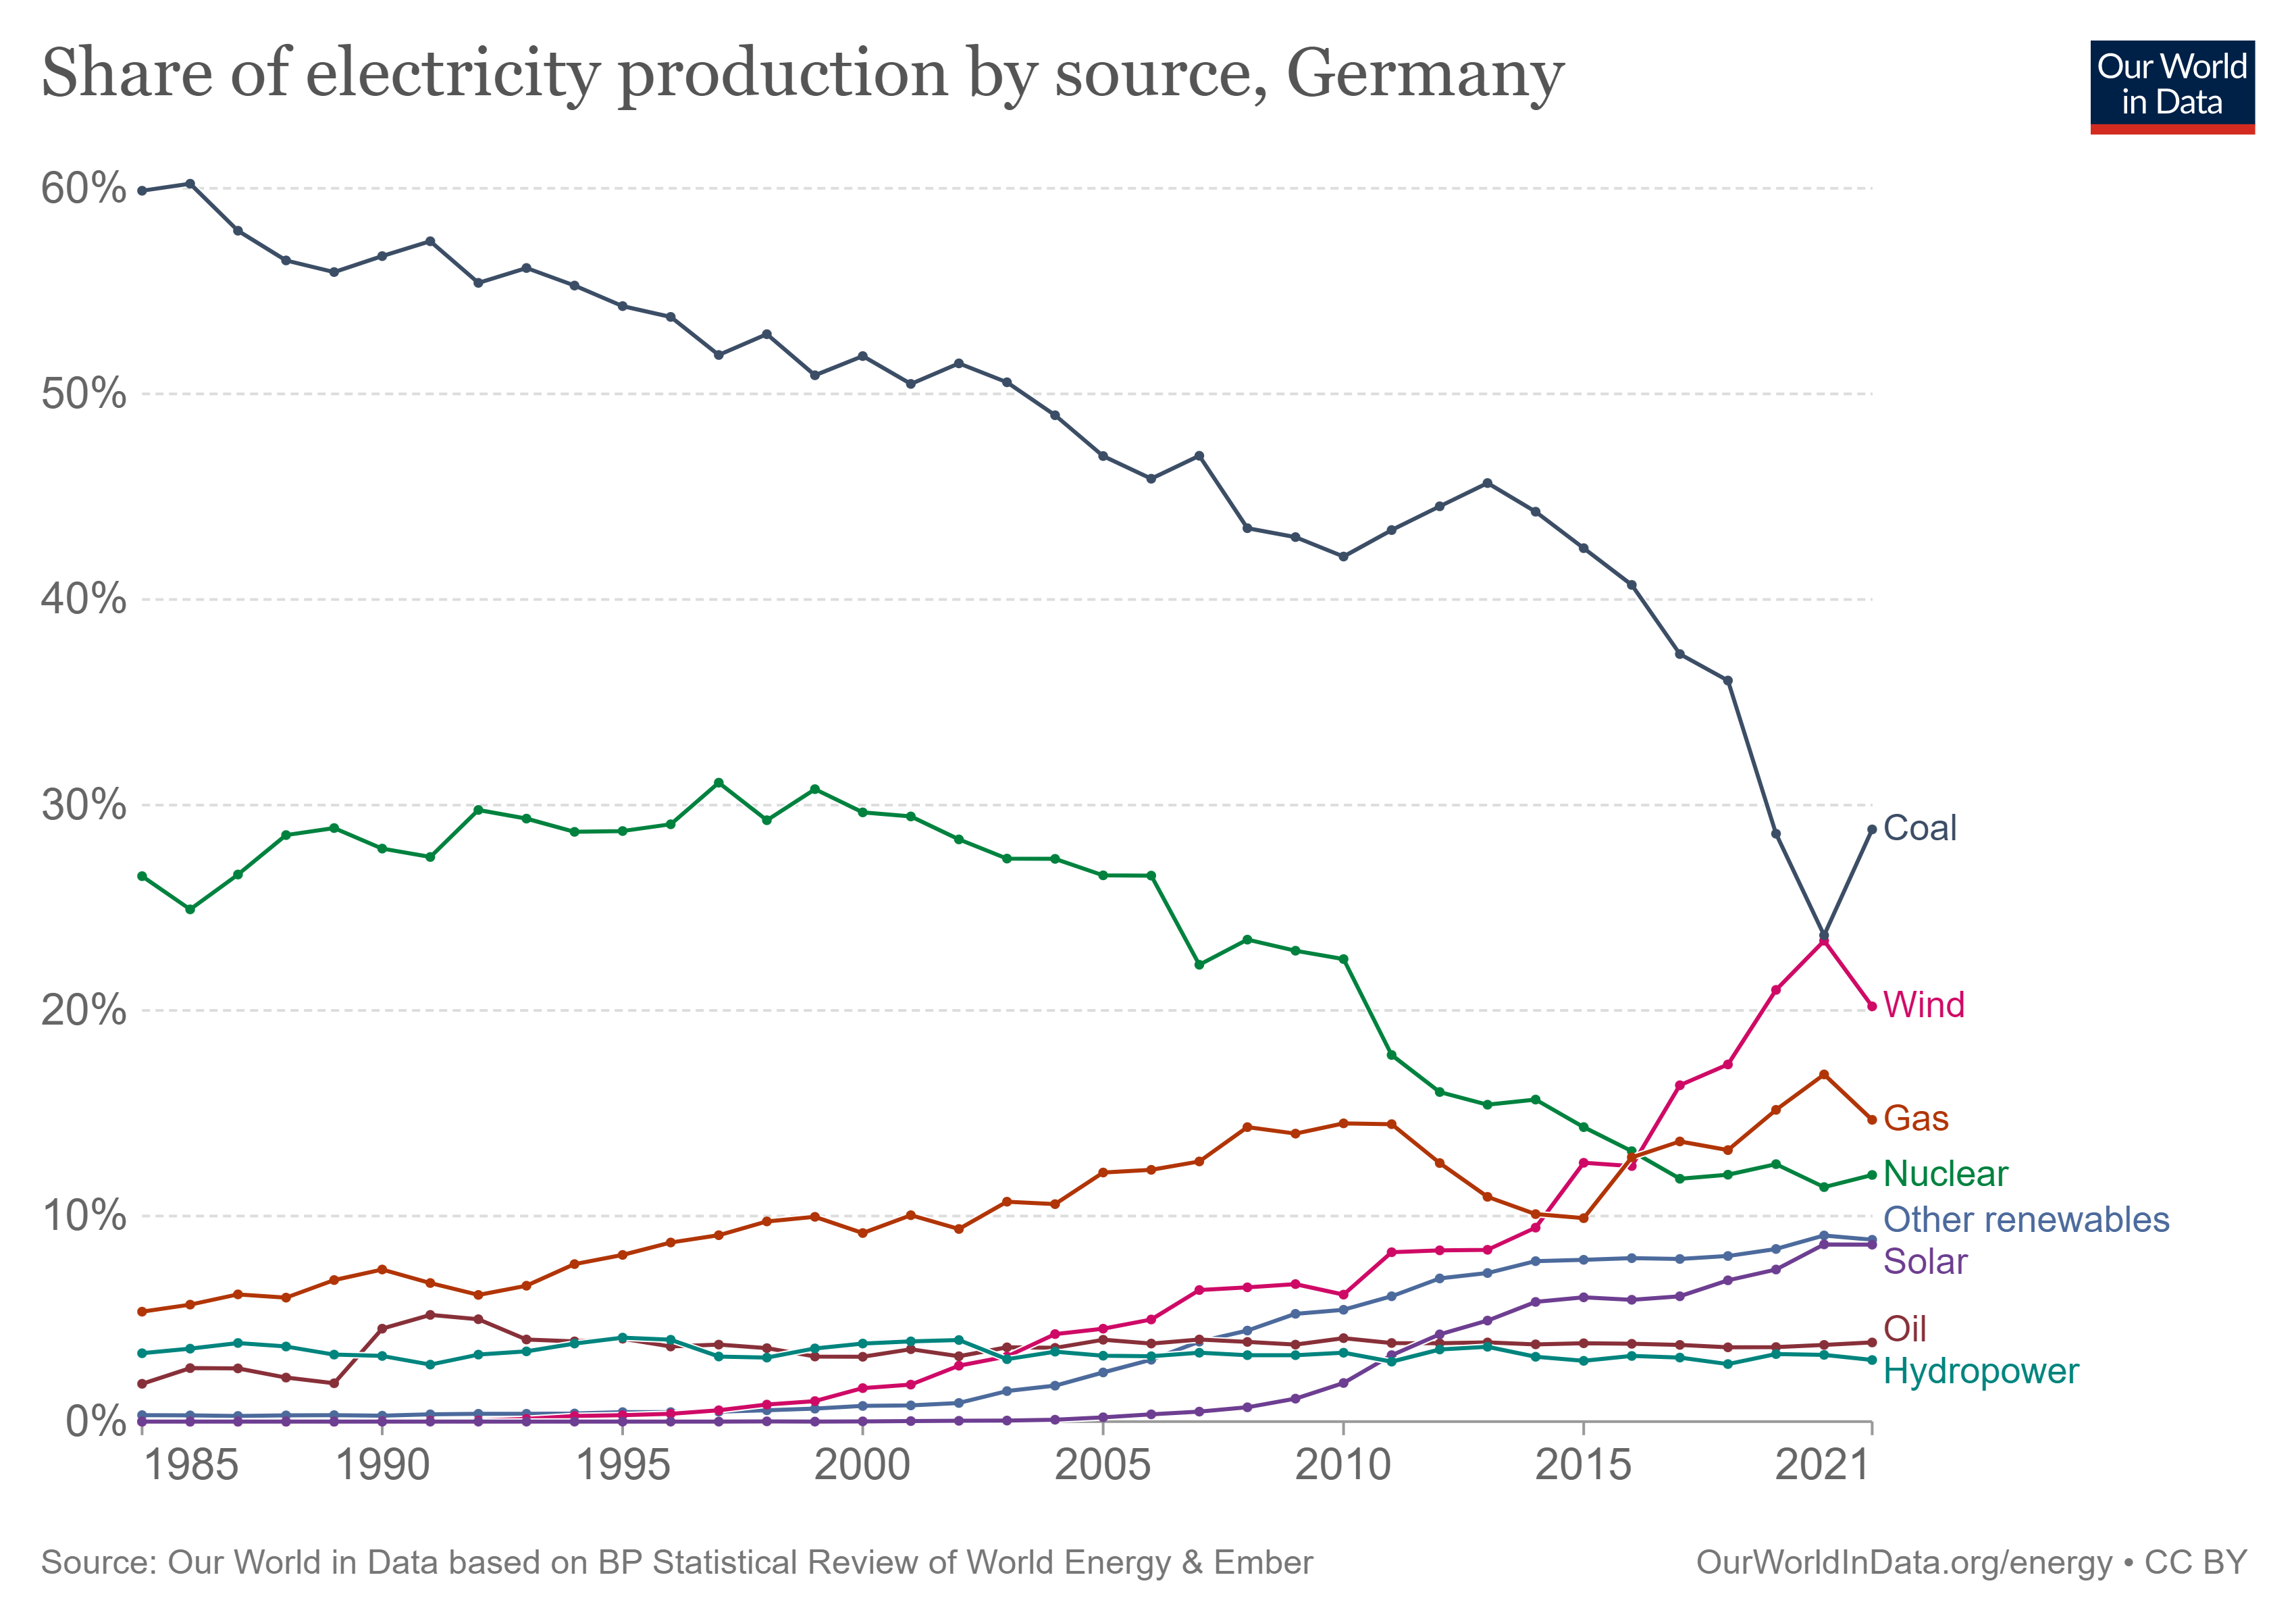 Share of electricity production by source, Germany
Our World
in Data
60%
50%
40%
30%
20%
10%
0%
Coal
Wind
Gas
Nuclear
Other renewables
Solar
Oil
Hydropower
1985 1990 1995 2000 2005 2010 2015 2021
Source: Our World in Data based on BP Statistical Review of World Energy & Ember
OurWorldInData.org/energy • CC BY